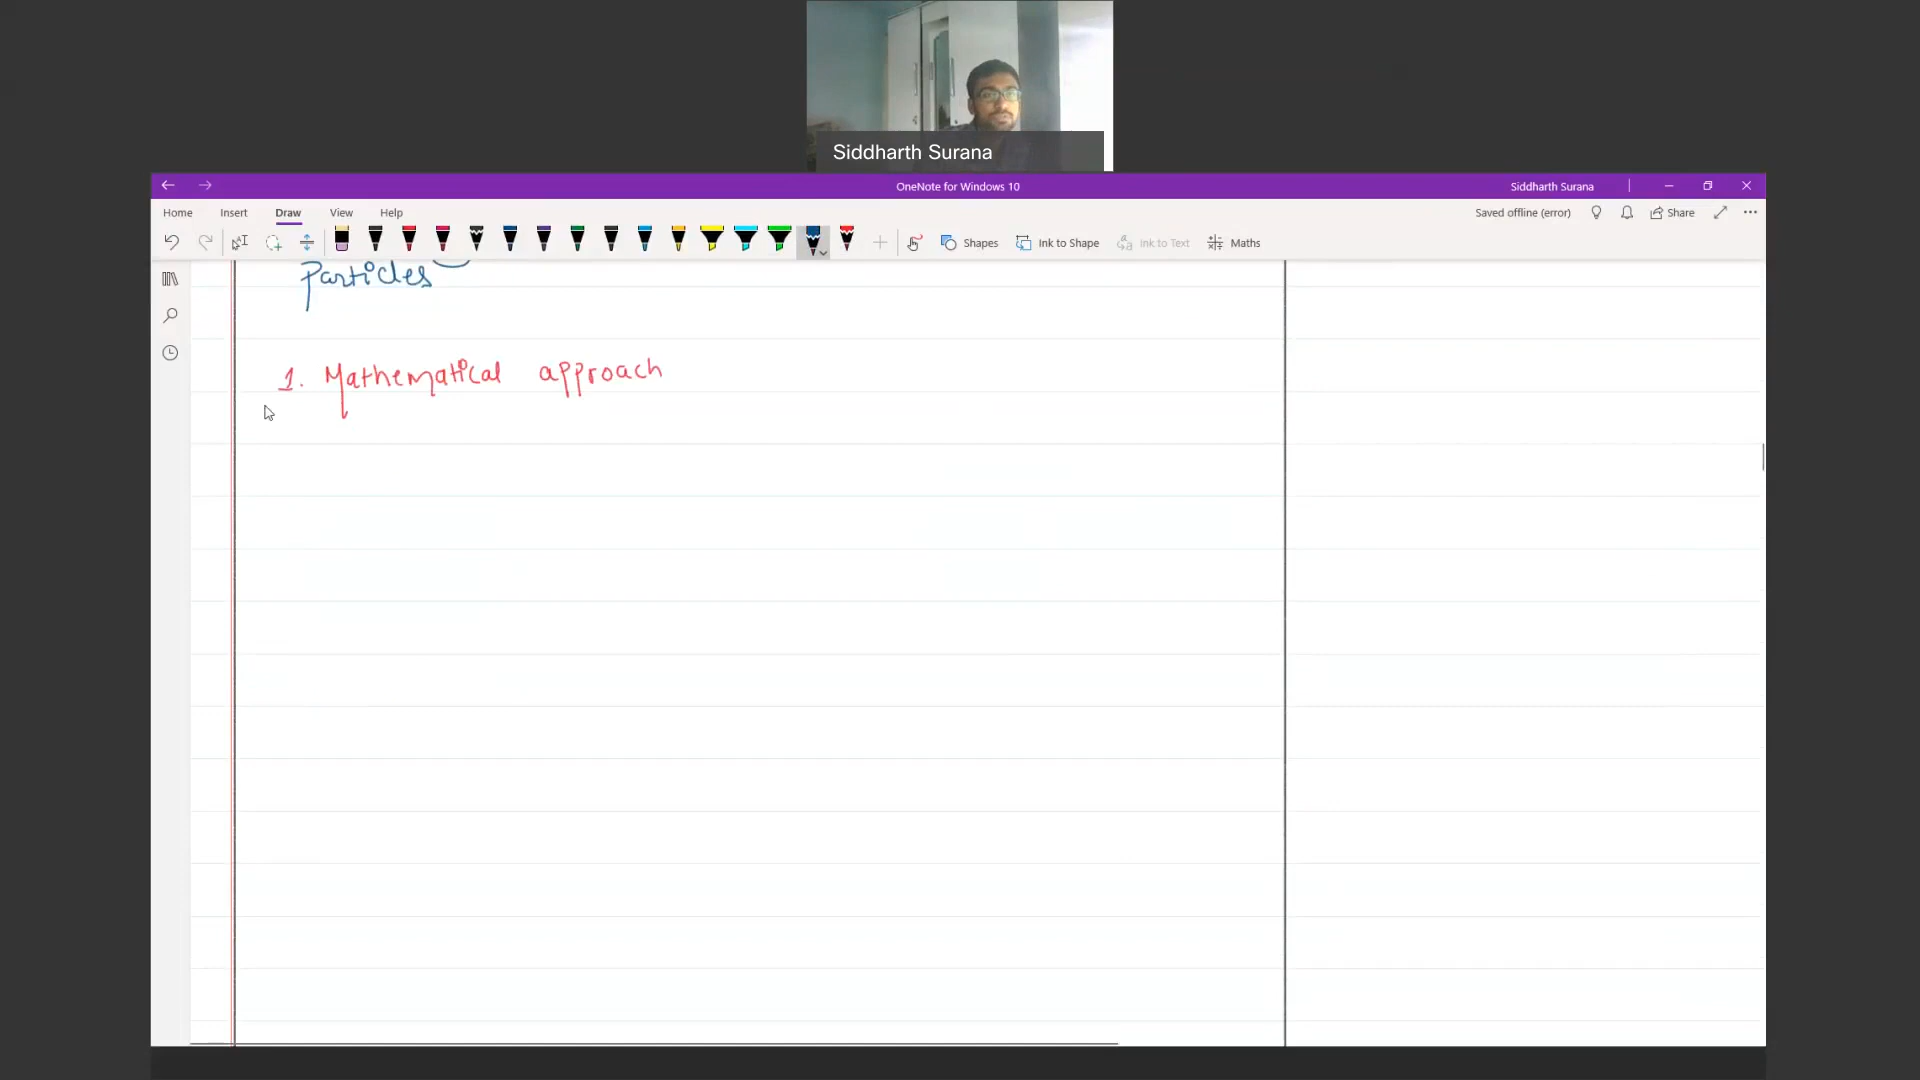 Siddharth Surana
OneNote for Windows 10
Siddharth Surana
Home Insert Draw View Help
Saved offline (error)
Share
Shapes
Ink to Shape
Ink to Text
Maths
Particles
1. Mathematical approach